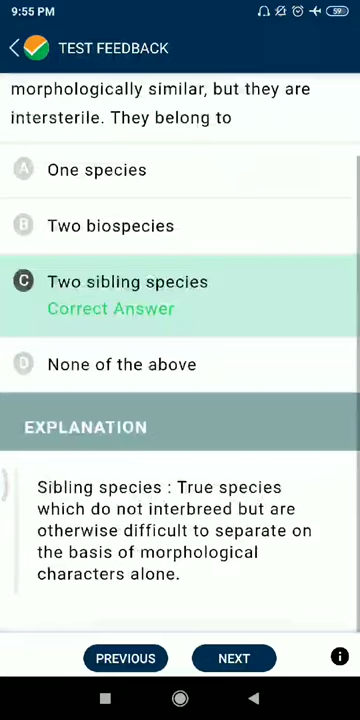 9:55 PM
59
TEST FEEDBACK
morphologically similar, but they are
intersterile. They belong to
A One species
B Two biospecies
C Two sibling species
Correct Answer
D None of the above
EXPLANATION
Sibling species : True species
which do not interbreed but are
otherwise difficult to separate on
the basis of morphological
characters alone.
PREVIOUS NEXT